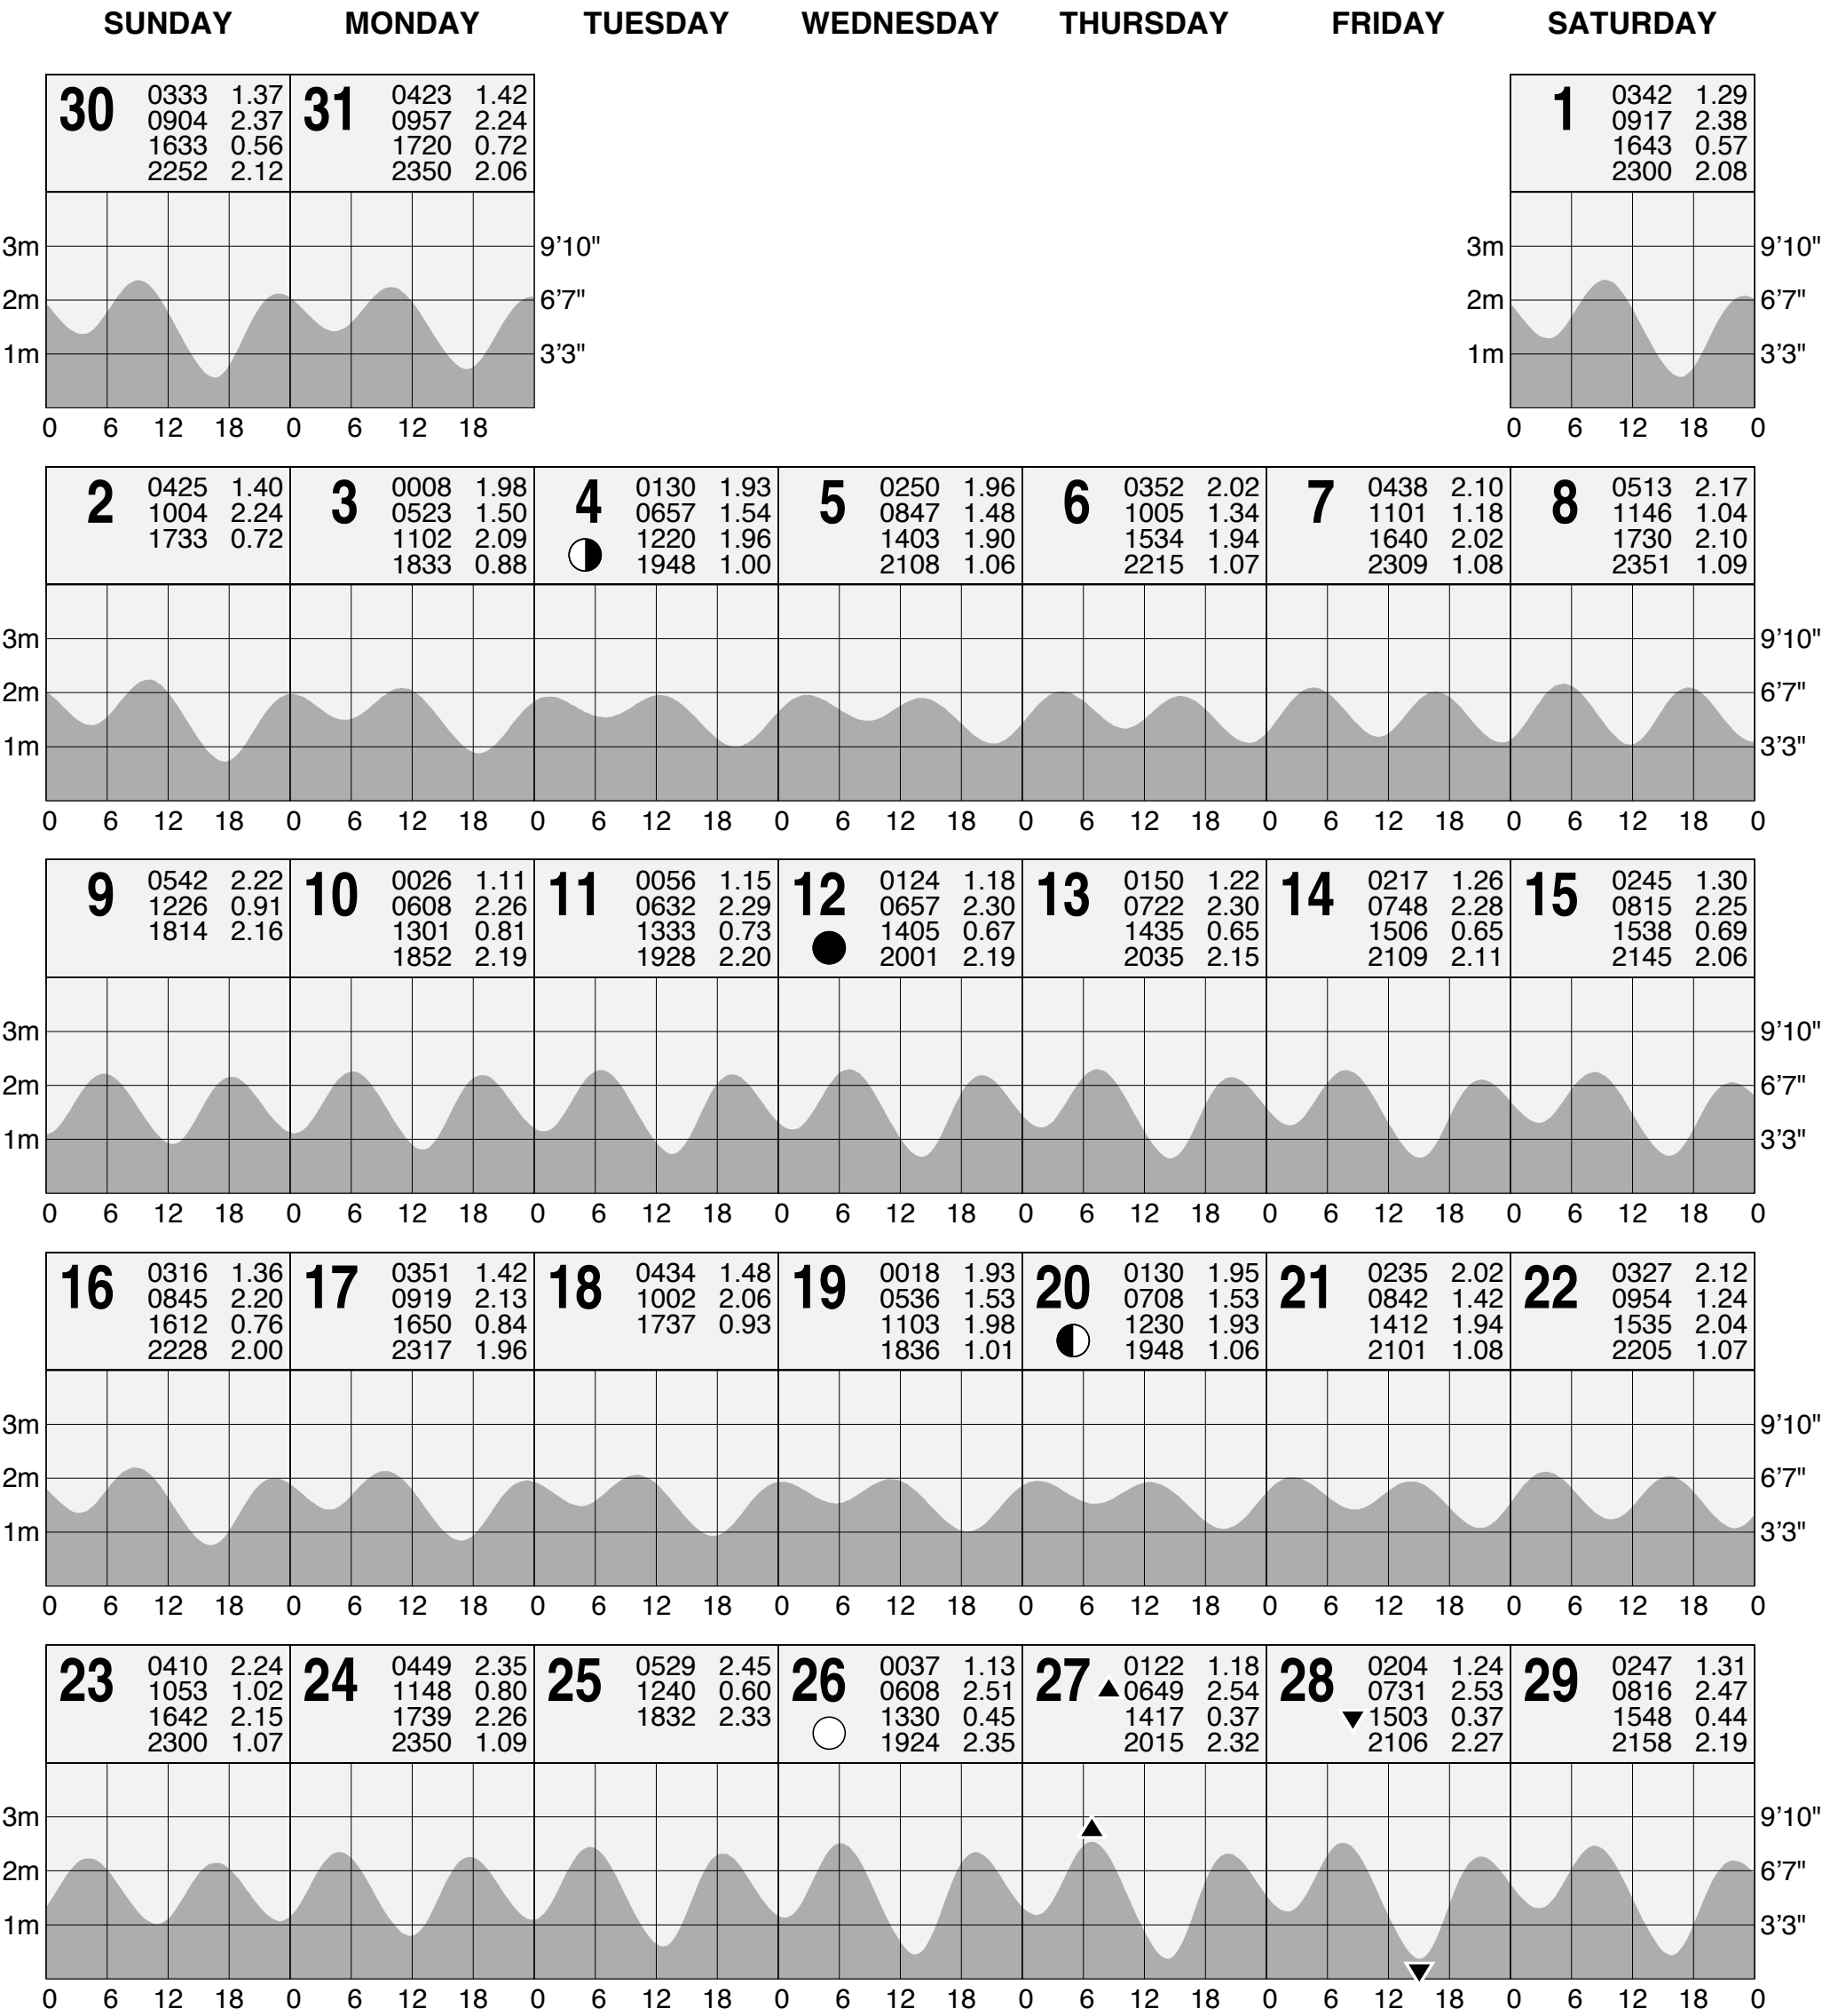 SUNDAY MONDAY TUESDAY WEDNESDAY THURSDAY FRIDAY SATURDAY
30 0333 1.37 31 0423 1.42 1 0342 1.29
0904 2.37 0957 2.24 0917 2.38
1633 0.56 1720 0.72 1643 0.57
2252 2.12 2350 2.06 2300 2.08
3m 9'10" 3m 9'10"
2m 6'7" 2m 6'7"
1m 3'3" 1m 3'3"
0 6 12 18 0 6 12 18 0 6 12 18 0
2 0425 1.40 3 0008 1.98 4 0130 1.93 5 0250 1.96 6 0352 2.02 7 0438 2.10 8 0513 2.17
1004 2.24 0523 1.50 0657 1.54 0847 1.48 1005 1.34 1101 1.18 1146 1.04
1733 0.72 1102 2.09 1220 1.96 1403 1.90 1534 1.94 1640 2.02 1730 2.10
1833 0.88 1948 1.00 2108 1.06 2215 1.07 2309 1.08 2351 1.09
3m 9'10"
2m 6'7"
1m 3'3"
0 6 12 18 0 6 12 18 0 6 12 18 0 6 12 18 0 6 12 18 0 6 12 18 0 6 12 18 0
9 0542 2.22 10 0026 1.11 11 0056 1.15 12 0124 1.18 13 0150 1.22 14 0217 1.26 15 0245 1.30
1226 0.91 0608 2.26 0632 2.29 0657 2.30 0722 2.30 0748 2.28 0815 2.25
1814 2.16 1301 0.81 1333 0.73 1405 0.67 1435 0.65 1506 0.65 1538 0.69
1852 2.19 1928 2.20 2001 2.19 2035 2.15 2109 2.11 2145 2.06
3m 9'10"
2m 6'7"
1m 3'3"
0 6 12 18 0 6 12 18 0 6 12 18 0 6 12 18 0 6 12 18 0 6 12 18 0 6 12 18 0
16 0316 1.36 17 0351 1.42 18 0434 1.48 19 0018 1.93 20 0130 1.95 21 0235 2.02 22 0327 2.12
0845 2.20 0919 2.13 1002 2.06 0536 1.53 0708 1.53 0842 1.42 0954 1.24
1612 0.76 1650 0.84 1737 0.93 1103 1.98 1230 1.93 1412 1.94 1535 2.04
2228 2.00 2317 1.96 1836 1.01 1948 1.06 2101 1.08 2205 1.07
3m 9'10"
2m 6'7"
1m 3'3"
0 6 12 18 0 6 12 18 0 6 12 18 0 6 12 18 0 6 12 18 0 6 12 18 0 6 12 18 0
23 0410 2.24 24 0449 2.35 25 0529 2.45 26 0037 1.13 27 0122 1.18 28 0204 1.24 29 0247 1.31
1053 1.02 1148 0.80 1240 0.60 0608 2.51 0649 2.54 0731 2.53 0816 2.47
1642 2.15 1739 2.26 1832 2.33 1330 0.45 1417 0.37 1503 0.37 1548 0.44
2300 1.07 2350 1.09 1924 2.35 2015 2.32 2106 2.27 2158 2.19
3m 9'10"
2m 6'7"
1m 3'3"
0 6 12 18 0 6 12 18 0 6 12 18 0 6 12 18 0 6 12 18 0 6 12 18 0 6 12 18 0